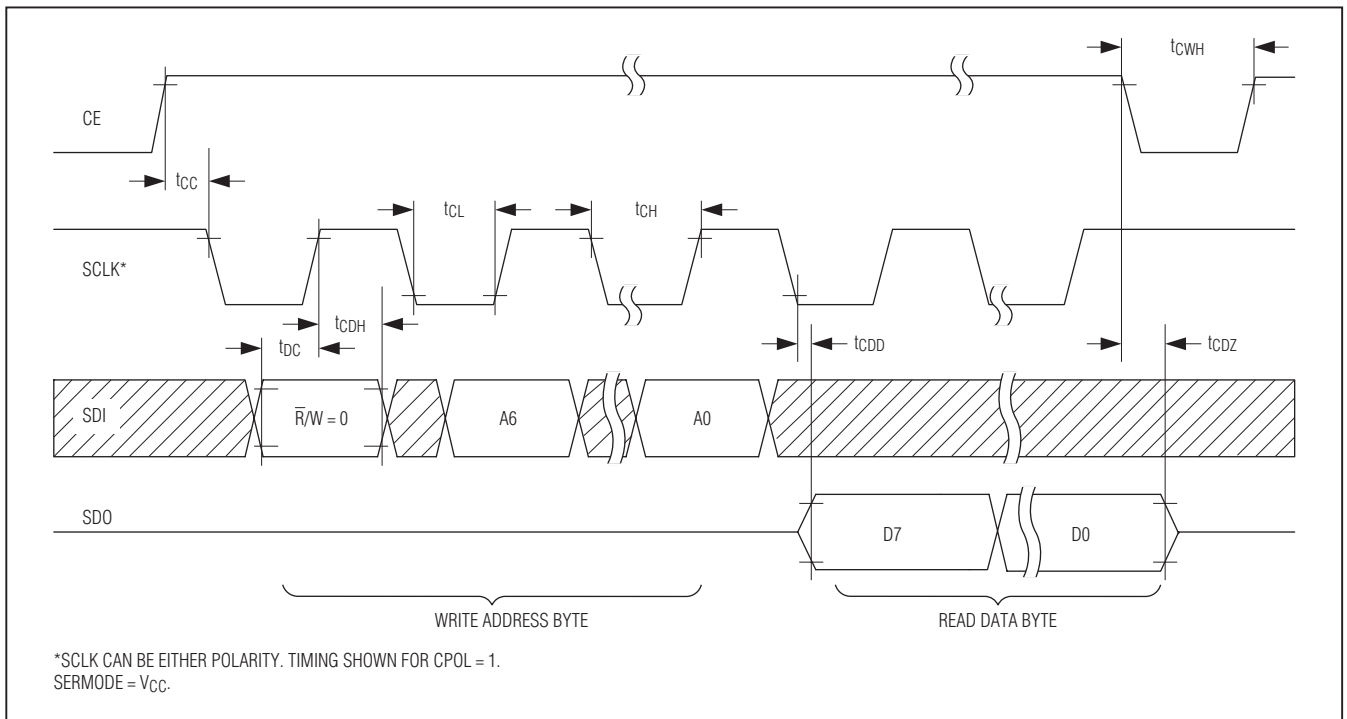 tCWH
CE
tCC
tCL
tCH
SCLK*
tCDH
tDC
tCDD
tCDZ
SDI
R̅/W = 0
A6
A0
SDO
D7
D0
WRITE ADDRESS BYTE
READ DATA BYTE
*SCLK CAN BE EITHER POLARITY. TIMING SHOWN FOR CPOL = 1.
SERMODE = VCC.